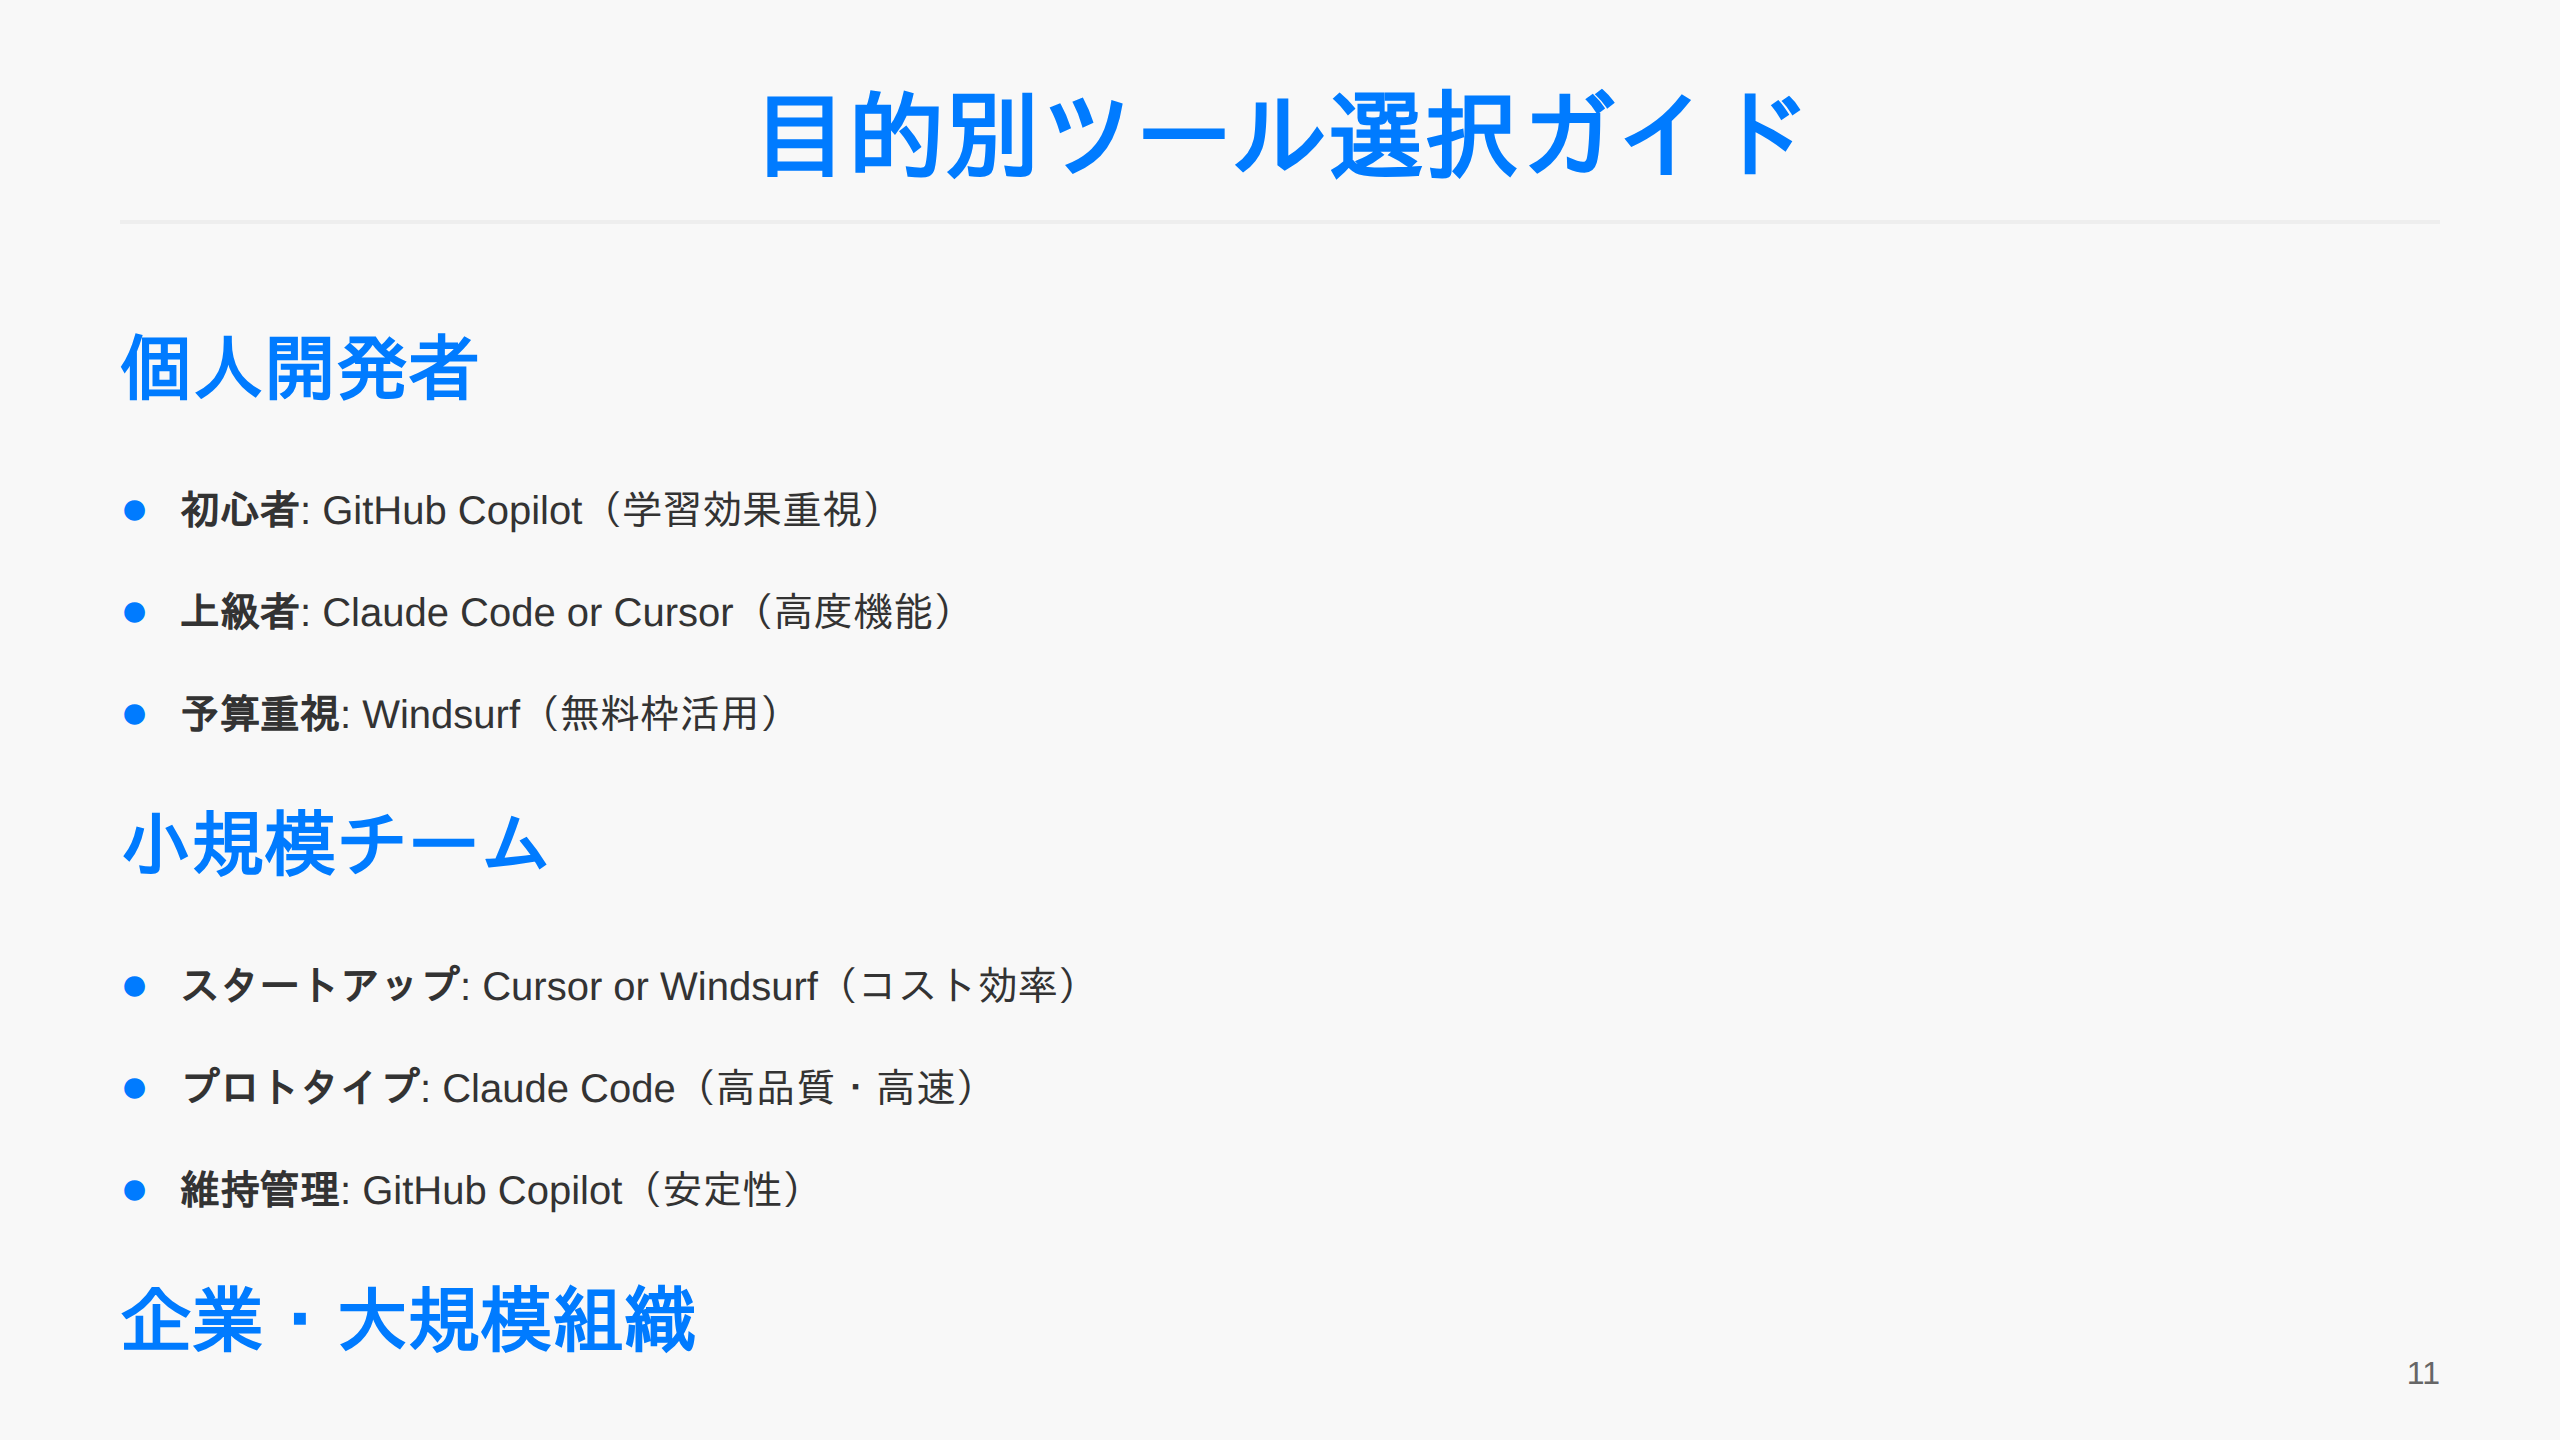 目的別ツール選択ガイド
個人開発者
● 初心者: GitHub Copilot（学習効果重視）
● 上級者: Claude Code or Cursor（高度機能）
● 予算重視: Windsurf（無料枠活用）
小規模チーム
● スタートアップ: Cursor or Windsurf（コスト効率）
● プロトタイプ: Claude Code（高品質・高速）
● 維持管理: GitHub Copilot（安定性）
企業・大規模組織
11